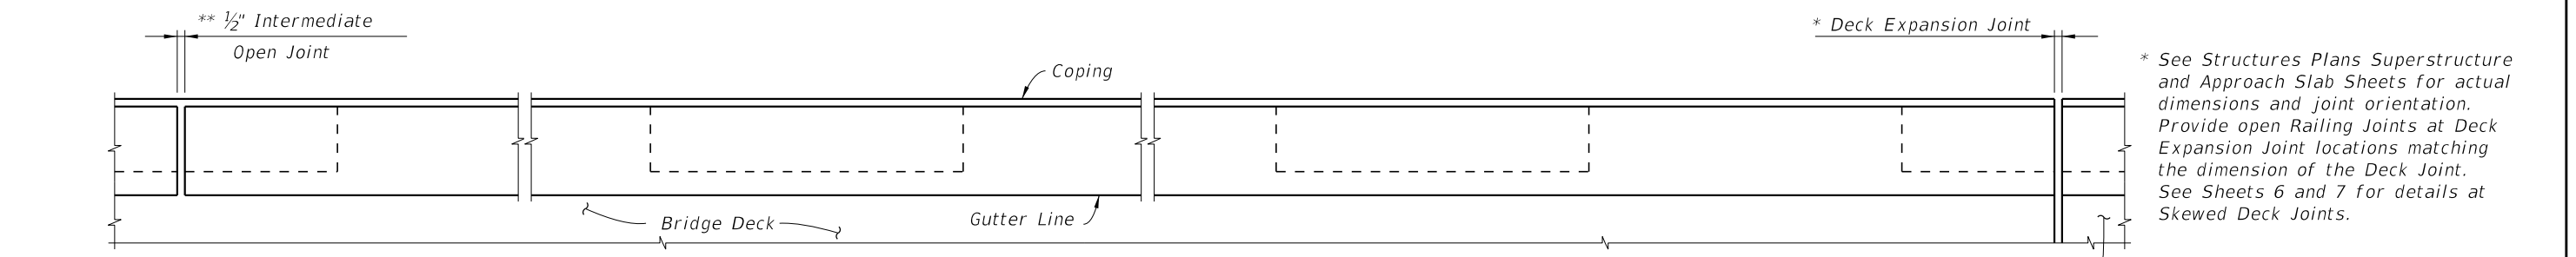 ** ½" Intermediate
Open Joint
* Deck Expansion Joint
Coping
Bridge Deck
Gutter Line
* See Structures Plans Superstructure
and Approach Slab Sheets for actual
dimensions and joint orientation.
Provide open Railing Joints at Deck
Expansion Joint locations matching
the dimension of the Deck Joint.
See Sheets 6 and 7 for details at
Skewed Deck Joints.